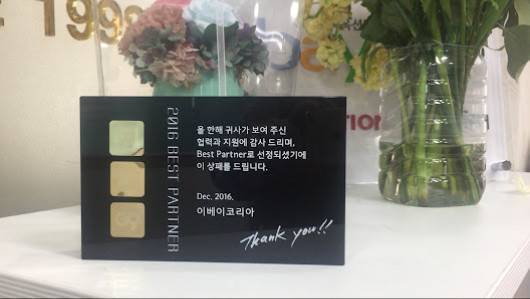 1999
2016 BEST PARTNER
올 한해 귀사가 보여 주신
협력과 지원에 감사 드리며,
Best Partner로 선정되셨기에
이 상패를 드립니다.
Dec. 2016.
이베이코리아
Thank you!!